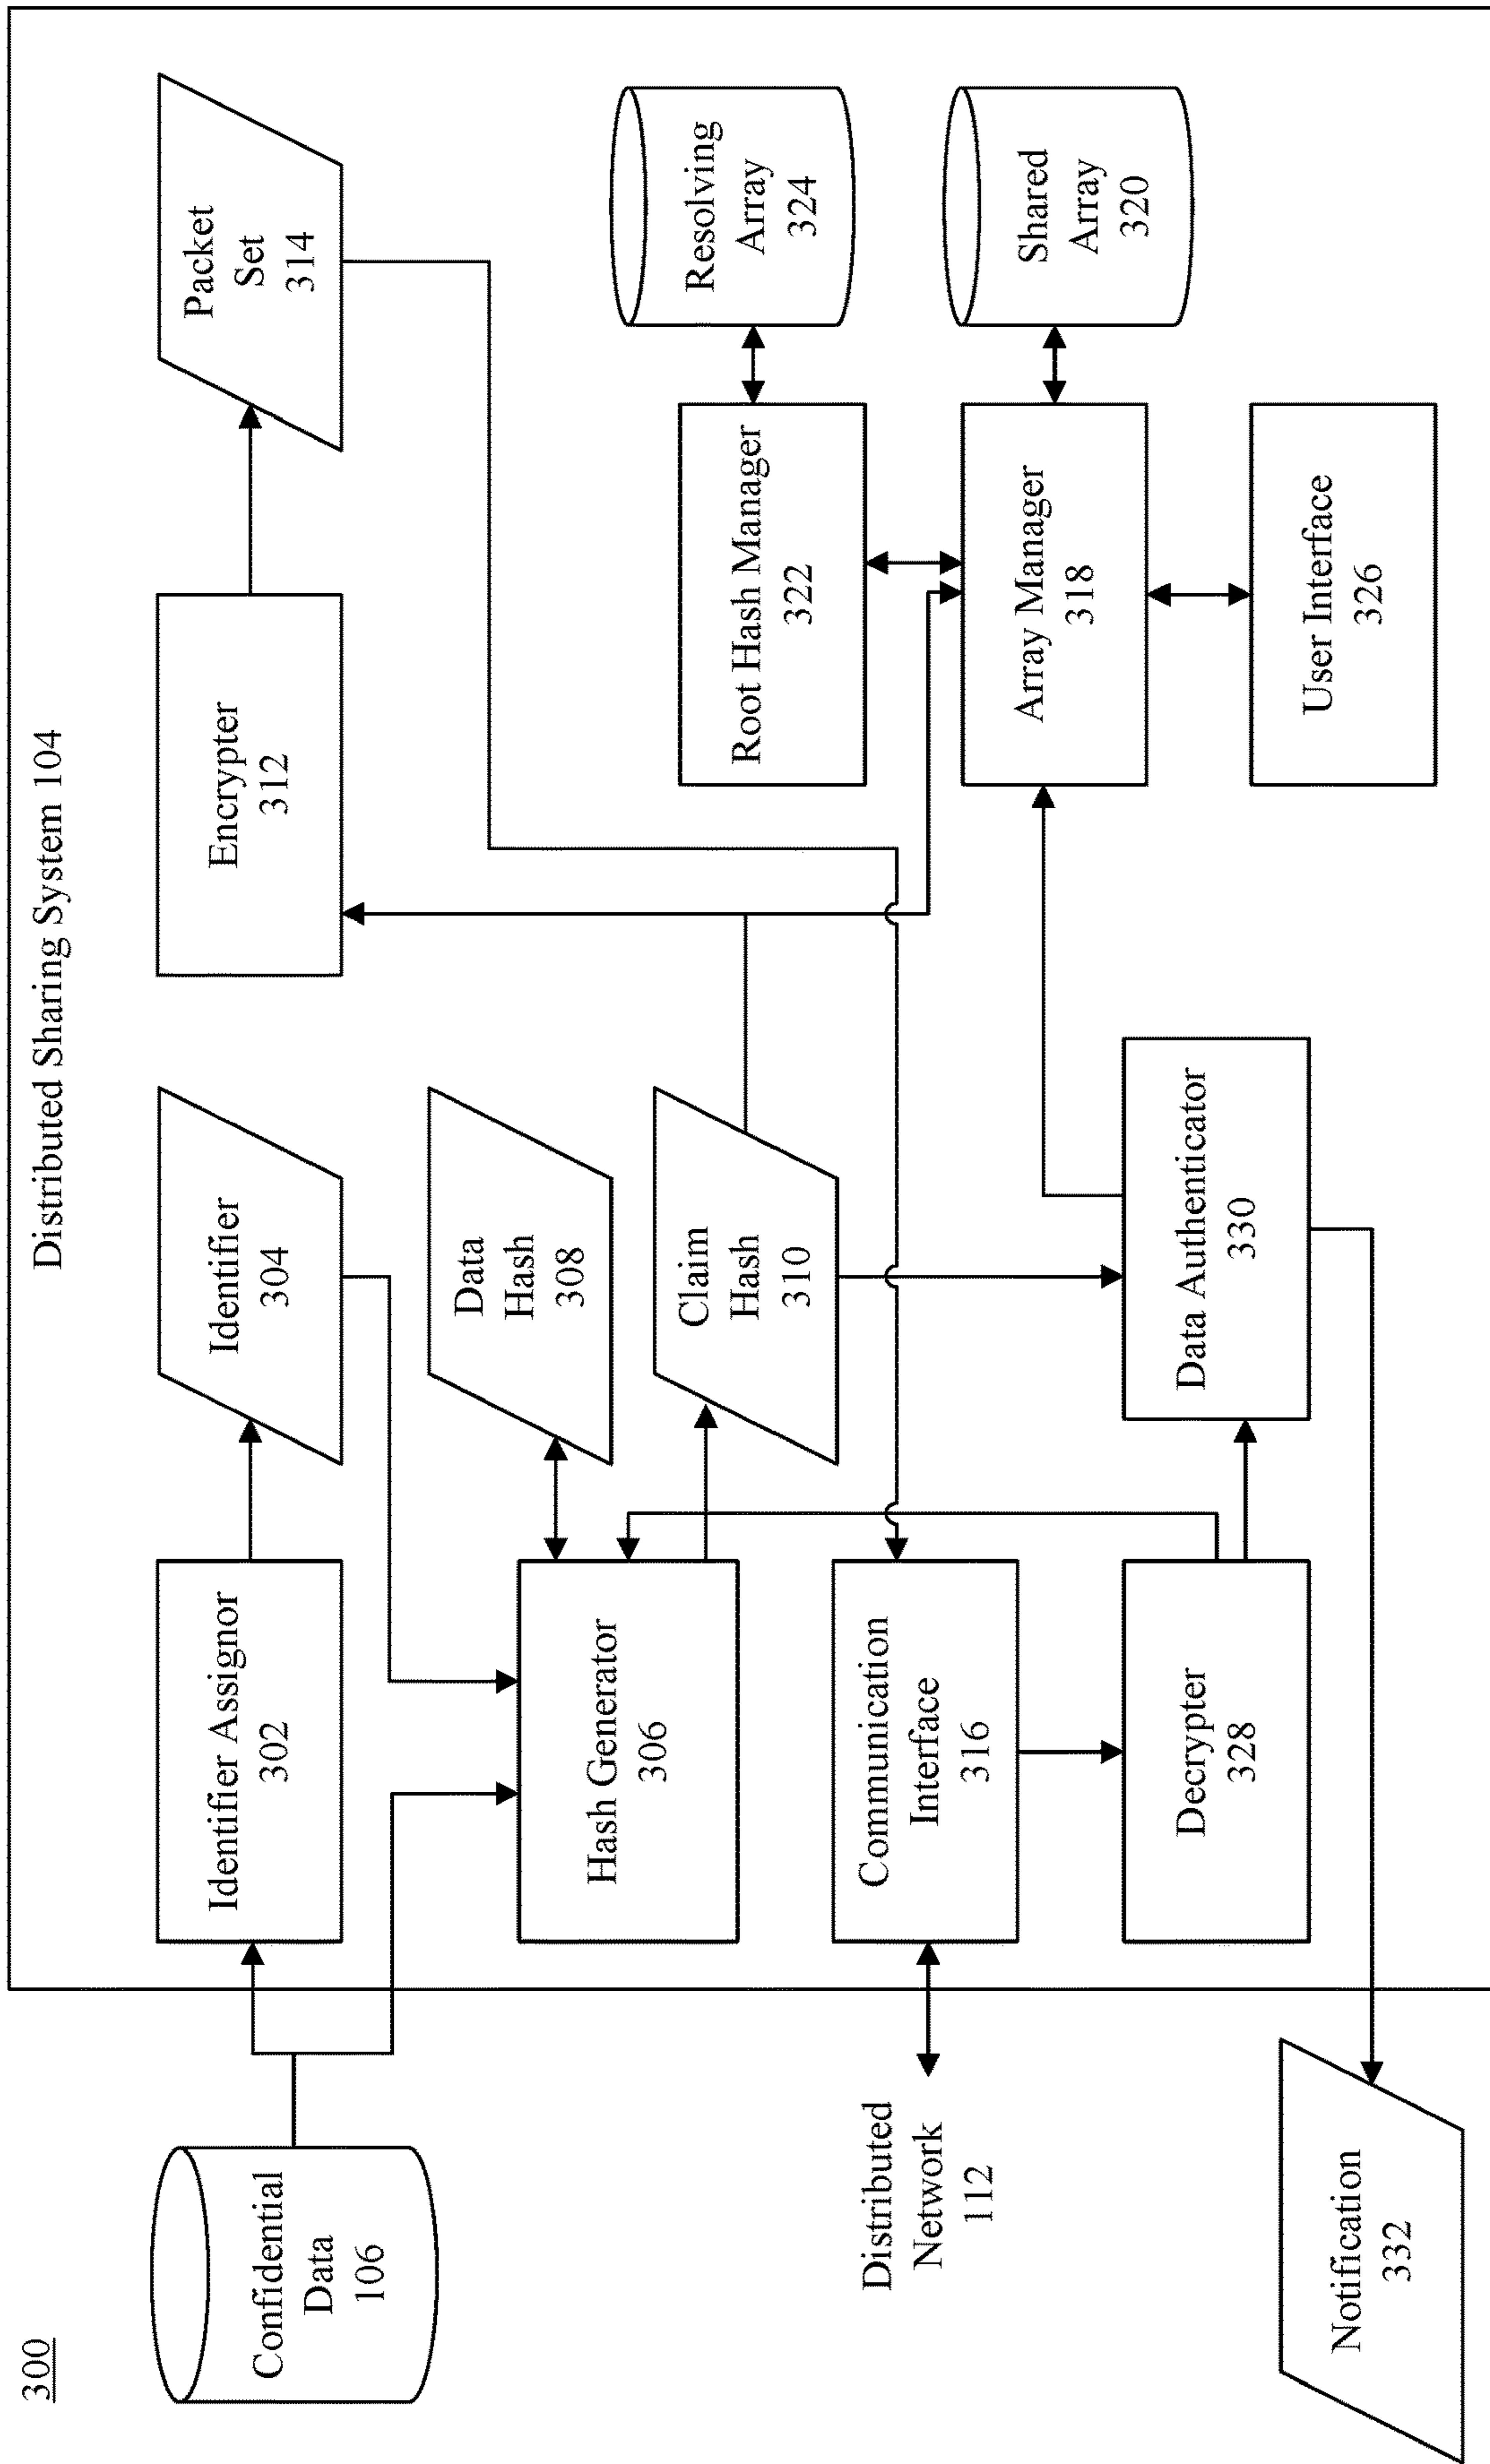 300
Distributed Sharing System 104
Confidential
Data
106
Identifier Assignor
302
Identifier
304
Encrypter
312
Packet
Set
314
Hash Generator
306
Data
Hash
308
Claim
Hash
310
Root Hash Manager
322
Resolving
Array
324
Distributed
Network
112
Communication
Interface
316
Array Manager
318
Shared
Array
320
Decrypter
328
Data Authenticator
330
User Interface
326
Notification
332